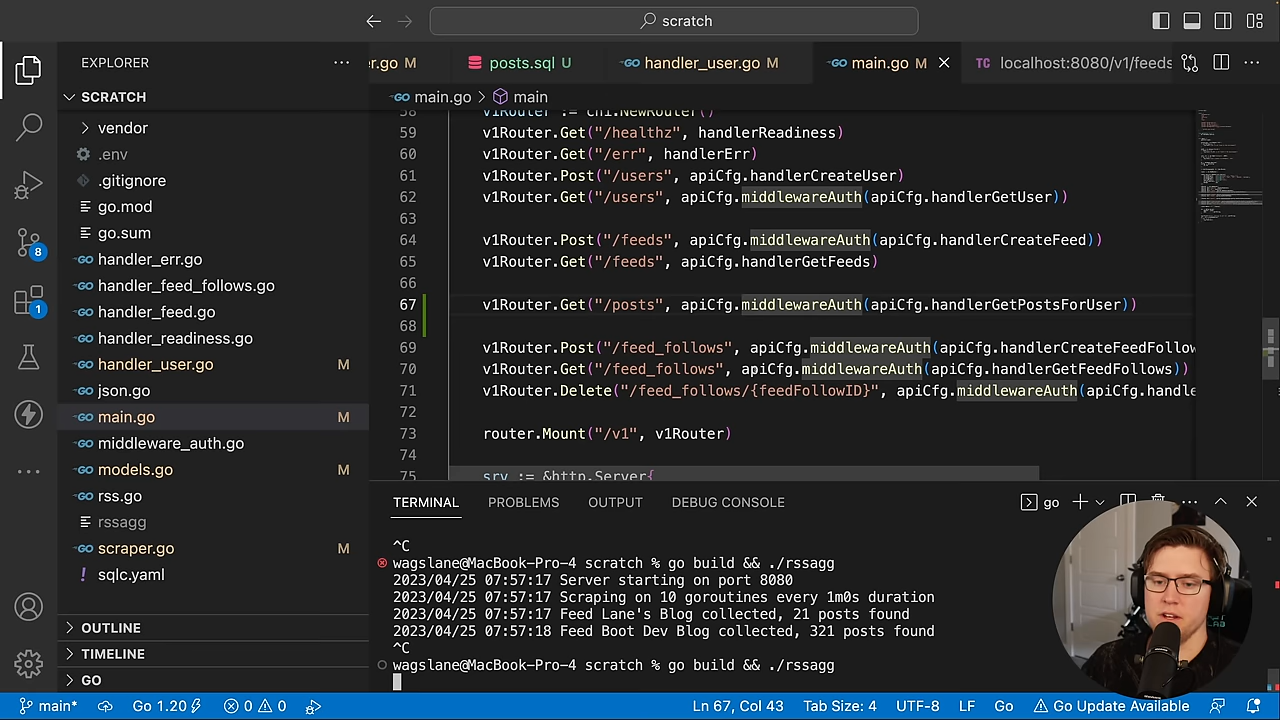 scratch
EXPLORER
SCRATCH
vendor
.env
.gitignore
go.mod
go.sum
handler_err.go
handler_feed_follows.go
handler_feed.go
handler_readiness.go
handler_user.go M
json.go
main.go M
middleware_auth.go
models.go M
rss.go
rssagg
scraper.go M
sqlc.yaml
OUTLINE
TIMELINE
GO
8
1
er.go M
posts.sql U
handler_user.go M
main.go M
TC localhost:8080/v1/feeds
main.go > main
58 v1Router := chi.NewRouter()
59 v1Router.Get("/healthz", handlerReadiness)
60 v1Router.Get("/err", handlerErr)
61 v1Router.Post("/users", apiCfg.handlerCreateUser)
62 v1Router.Get("/users", apiCfg.middlewareAuth(apiCfg.handlerGetUser))
63
64 v1Router.Post("/feeds", apiCfg.middlewareAuth(apiCfg.handlerCreateFeed))
65 v1Router.Get("/feeds", apiCfg.handlerGetFeeds)
66
67 v1Router.Get("/posts", apiCfg.middlewareAuth(apiCfg.handlerGetPostsForUser))
68
69 v1Router.Post("/feed_follows", apiCfg.middlewareAuth(apiCfg.handlerCreateFeedFollow
70 v1Router.Get("/feed_follows", apiCfg.middlewareAuth(apiCfg.handlerGetFeedFollows))
71 v1Router.Delete("/feed_follows/{feedFollowID}", apiCfg.middlewareAuth(apiCfg.handle
72
73 router.Mount("/v1", v1Router)
74
75 srv := &http.Server{
TERMINAL PROBLEMS OUTPUT DEBUG CONSOLE
go
^C
wagslane@MacBook-Pro-4 scratch % go build && ./rssagg
2023/04/25 07:57:17 Server starting on port 8080
2023/04/25 07:57:17 Scraping on 10 goroutines every 1m0s duration
2023/04/25 07:57:17 Feed Lane's Blog collected, 21 posts found
2023/04/25 07:57:18 Feed Boot Dev Blog collected, 321 posts found
^C
wagslane@MacBook-Pro-4 scratch % go build && ./rssagg
main* Go 1.20 0 0 Ln 67, Col 43 Tab Size: 4 UTF-8 LF Go Go Update Available